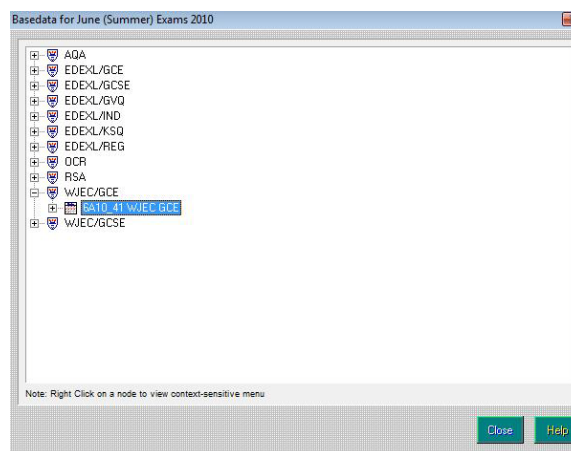 Basedata for June (Summer) Exams 2010
AQA
EDEXL/GCE
EDEXL/GCSE
EDEXL/GVQ
EDEXL/IND
EDEXL/KSQ
EDEXL/REG
OCR
RSA
WJEC/GCE
6A10_41 WJEC GCE
WJEC/GCSE
Note: Right Click on a node to view context-sensitive menu
Close Help